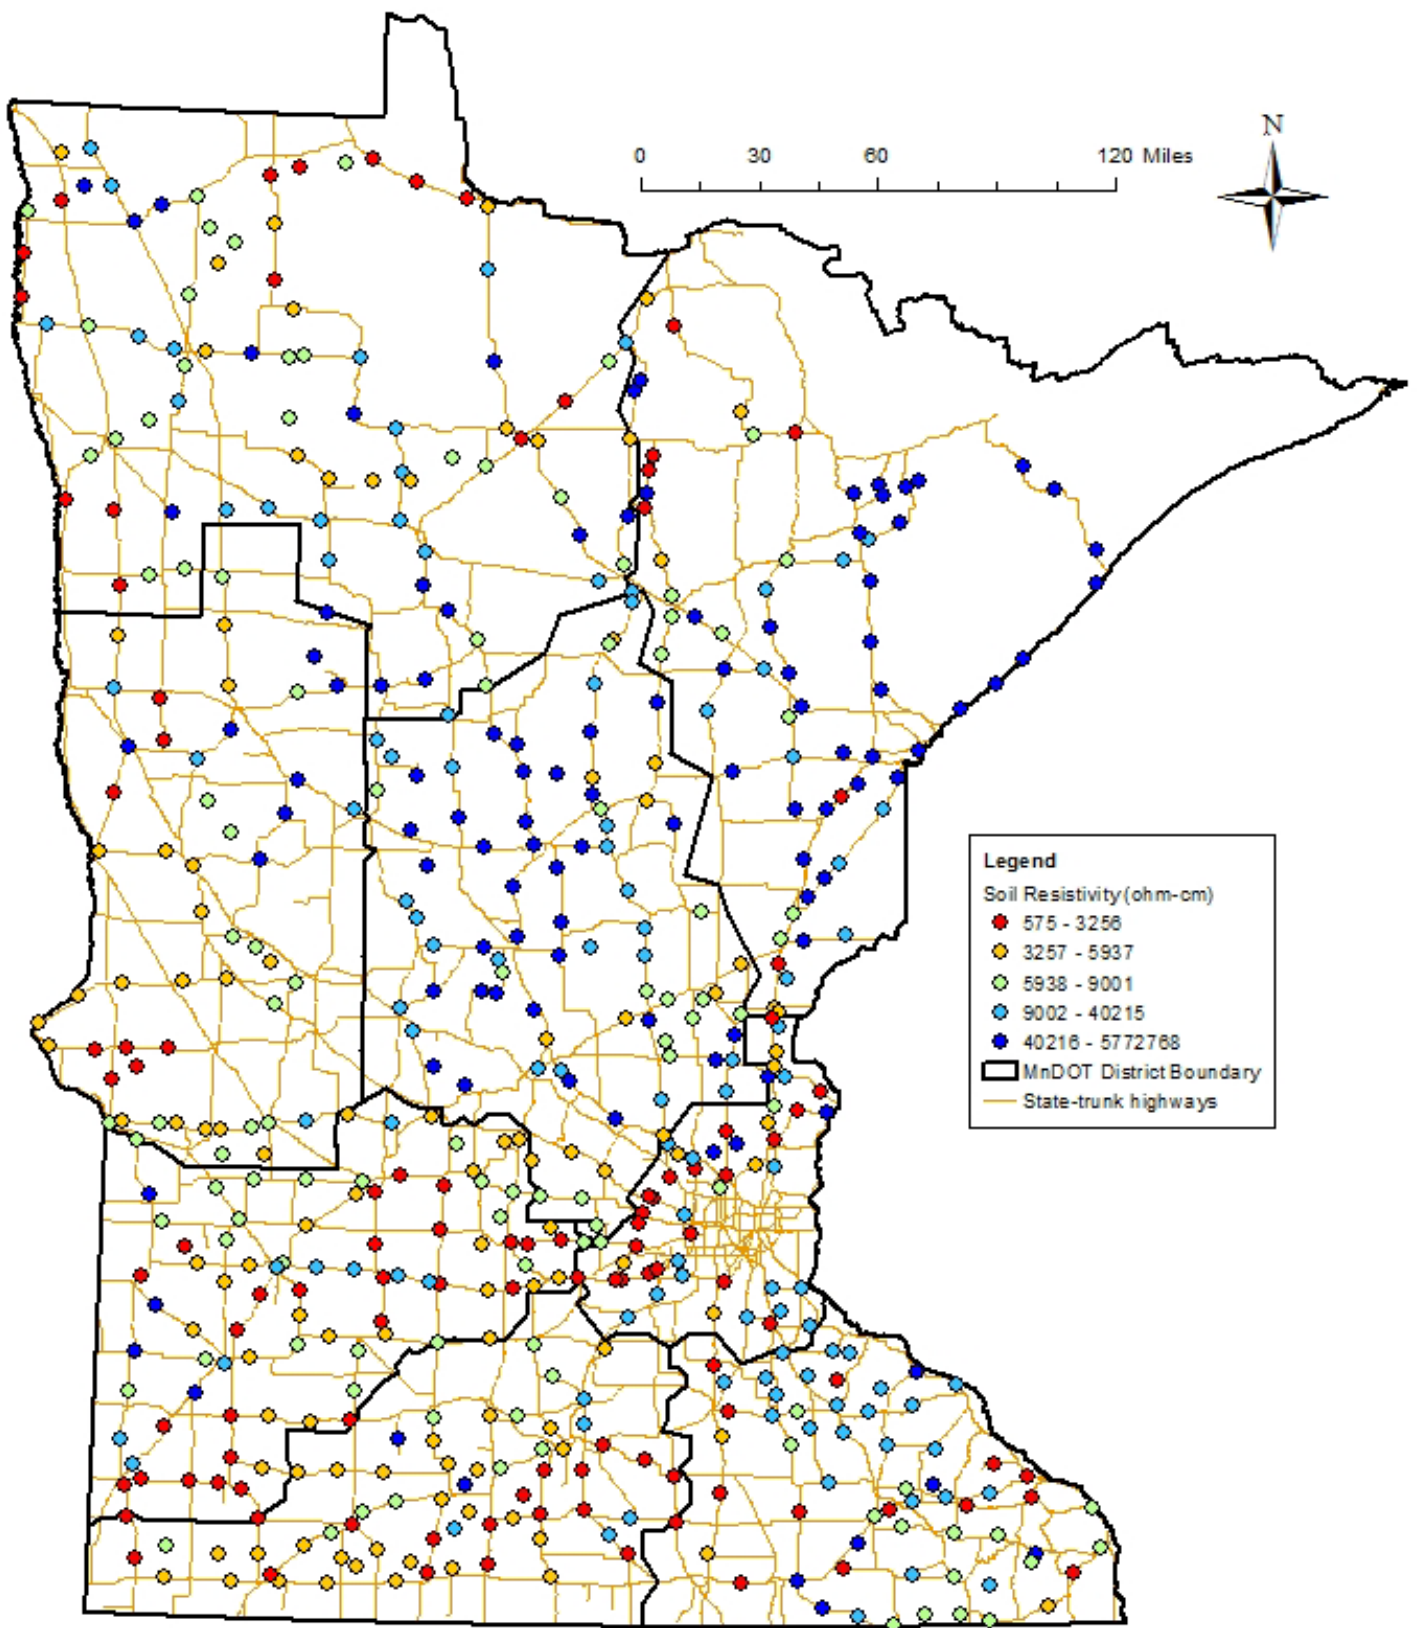 N
0 30 60 120 Miles
Legend
Soil Resistivity (ohm-cm)
575 - 3256
3257 - 5937
5938 - 9001
9002 - 40215
40216 - 5772768
MnDOT District Boundary
State-trunk highways